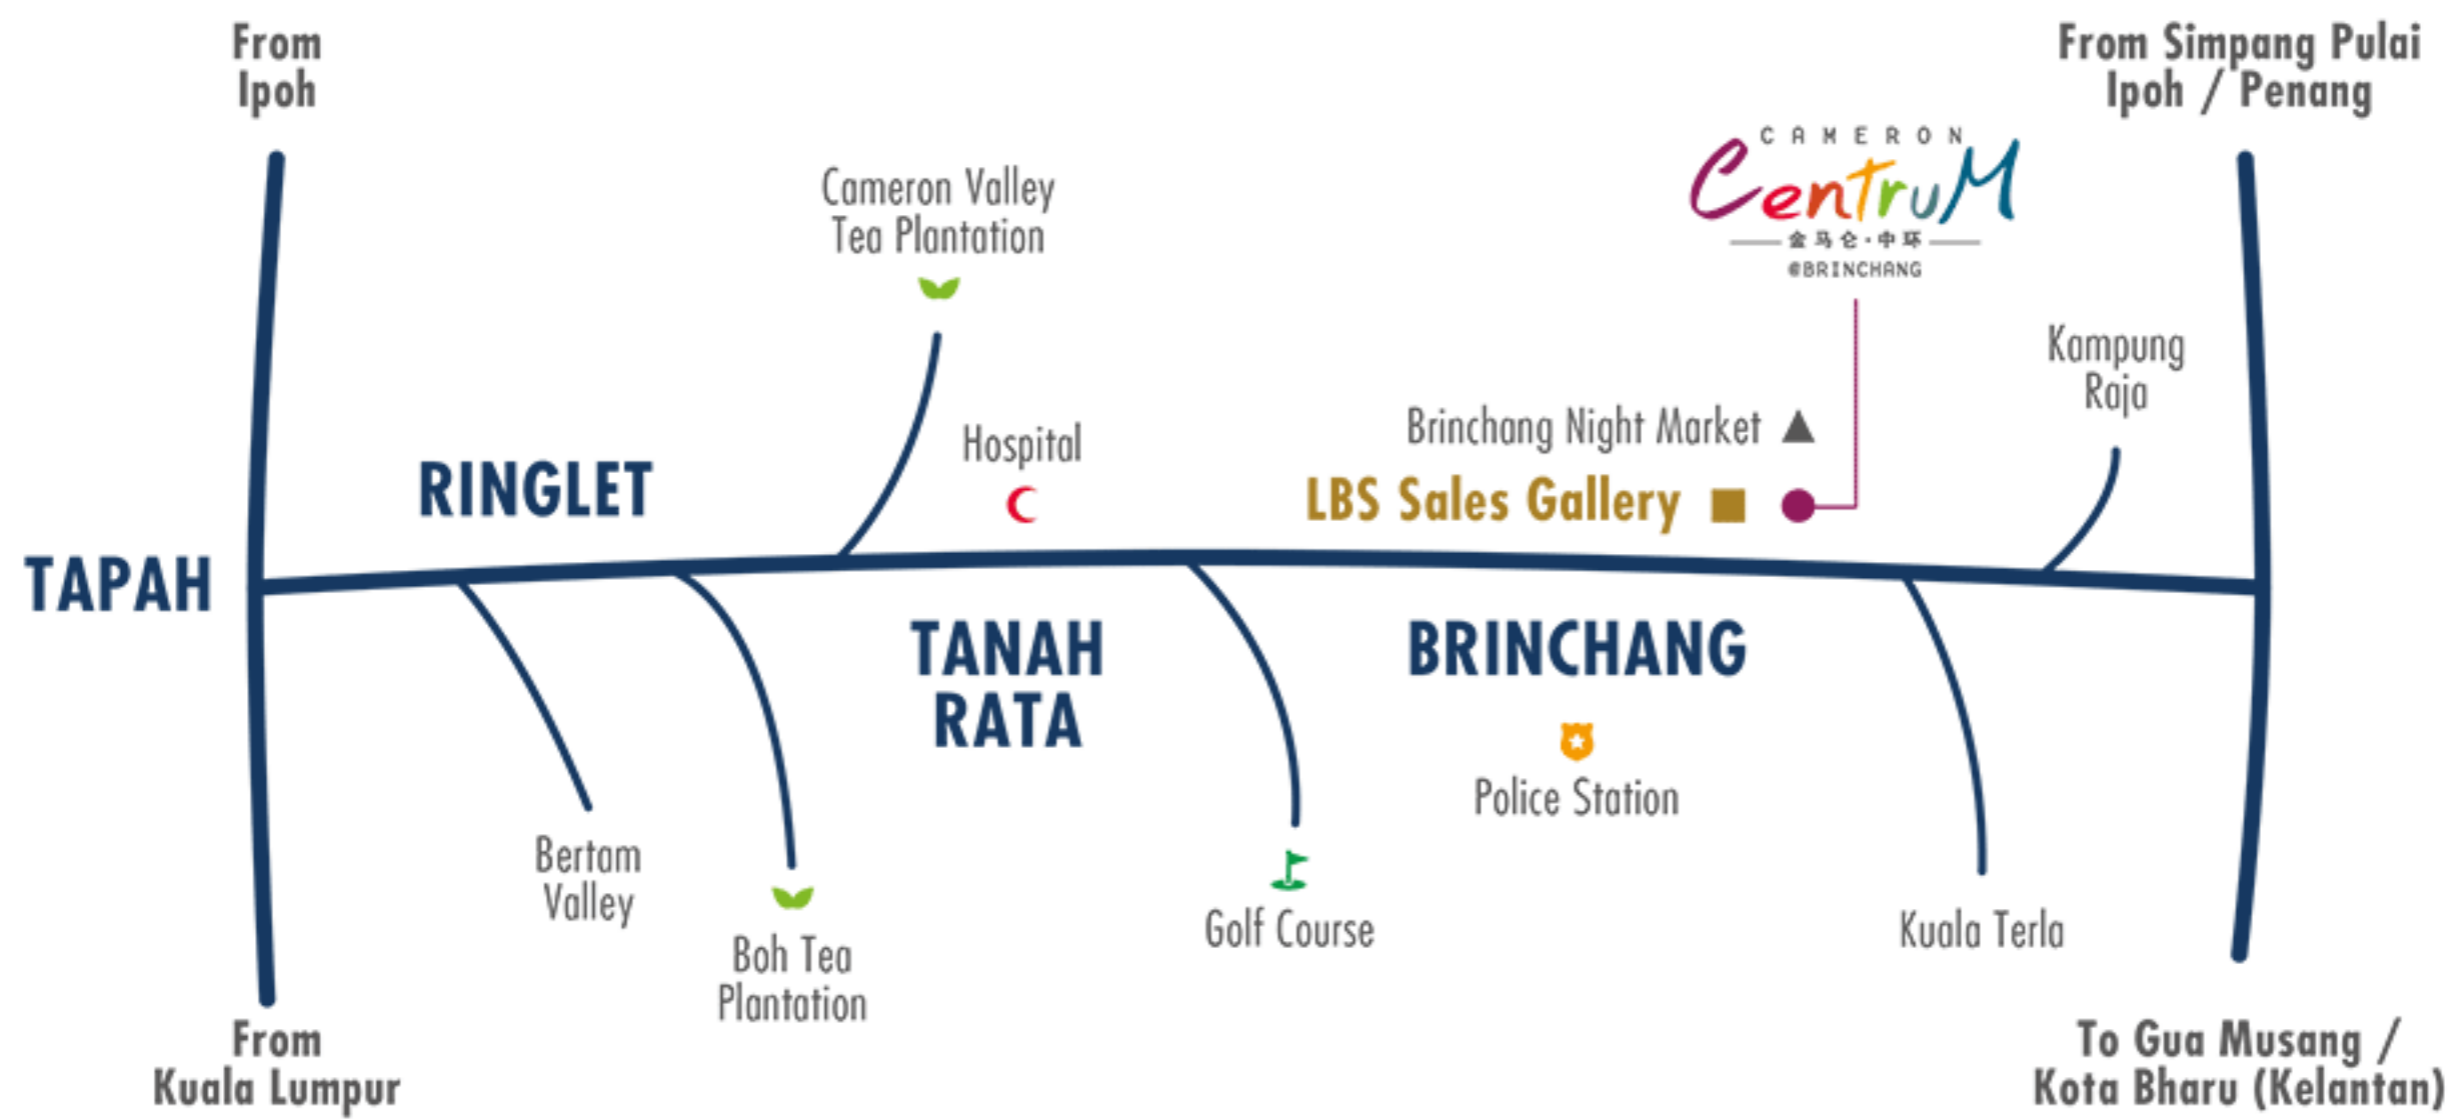 From
Ipoh
From Simpang Pulai
Ipoh / Penang
CAMERON
CentruM
金马仑·中环
@BRINCHANG
Cameron Valley
Tea Plantation
Kampung
Raja
Brinchang Night Market
Hospital
RINGLET
LBS Sales Gallery
TAPAH
TANAH
RATA
BRINCHANG
Police Station
Bertam
Valley
Boh Tea
Plantation
Golf Course
Kuala Terla
From
Kuala Lumpur
To Gua Musang /
Kota Bharu (Kelantan)